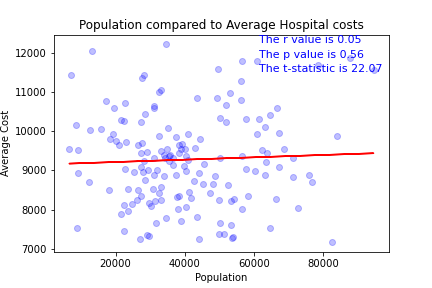 Population compared to Average Hospital costs
The r value is 0.05
The p value is 0.56
The t-statistic is 22.07
Average Cost
12000
11000
10000
9000
8000
7000
20000 40000 60000 80000
Population